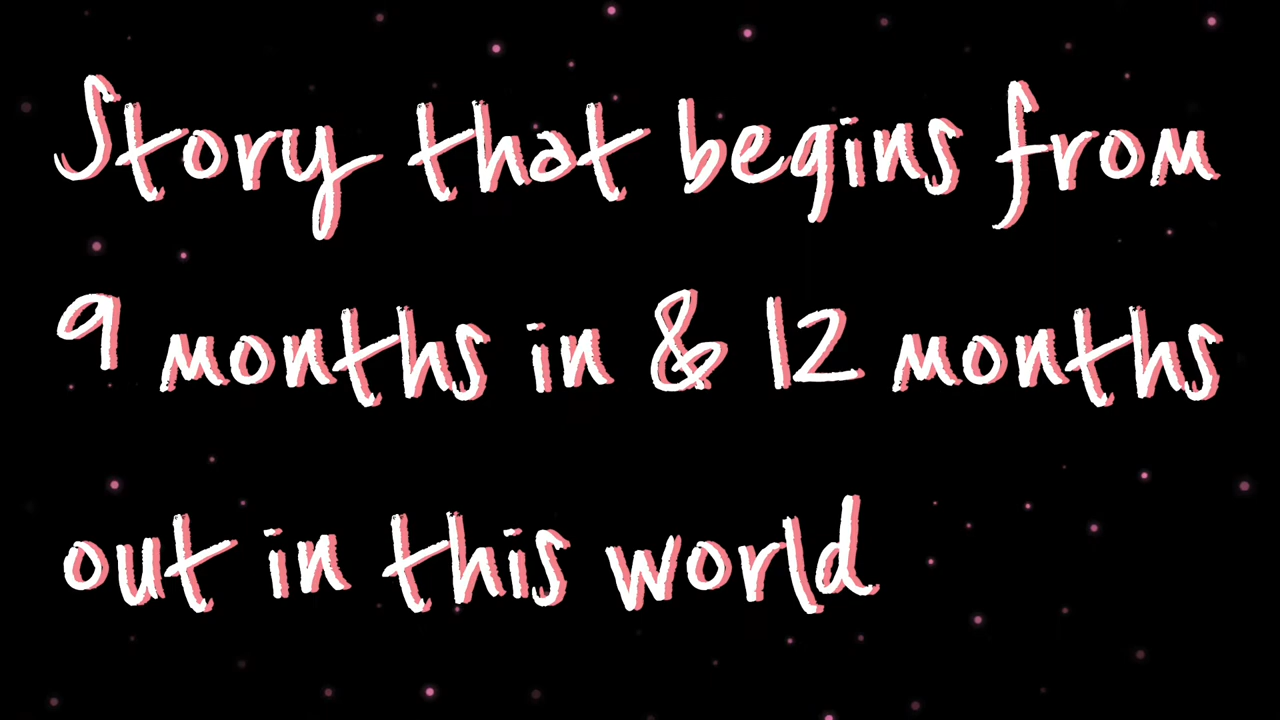 Story that begins from
9 months in & 12 months
out in this world